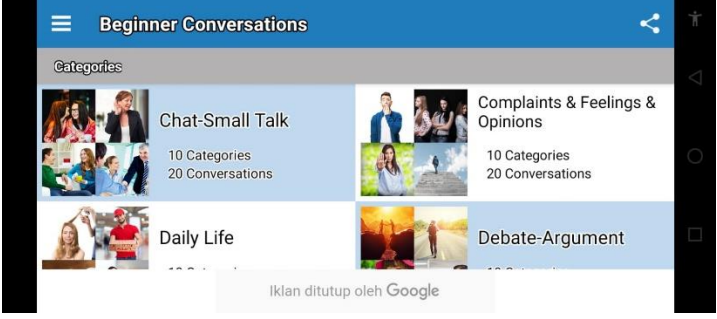 Beginner Conversations
Categories
Chat-Small Talk
10 Categories
20 Conversations
Complaints & Feelings &
Opinions
10 Categories
20 Conversations
Daily Life
Debate-Argument
Iklan ditutup oleh Google